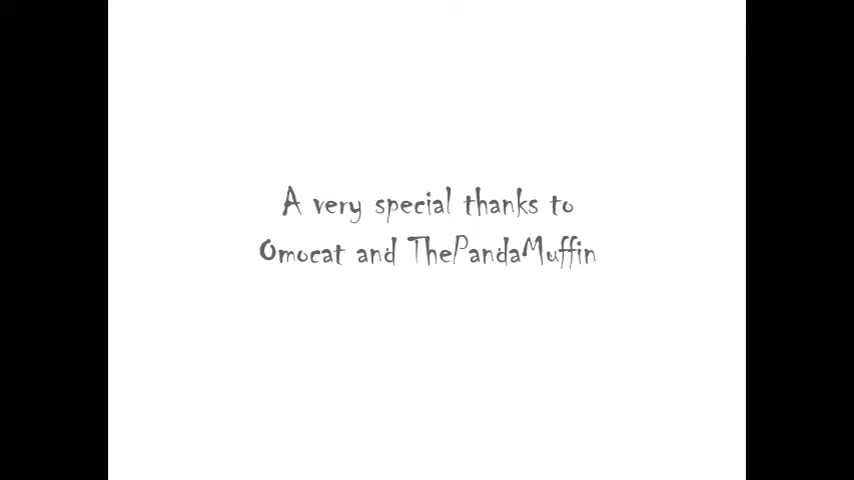 A very special thanks to
Omocat and ThePandaMuffin